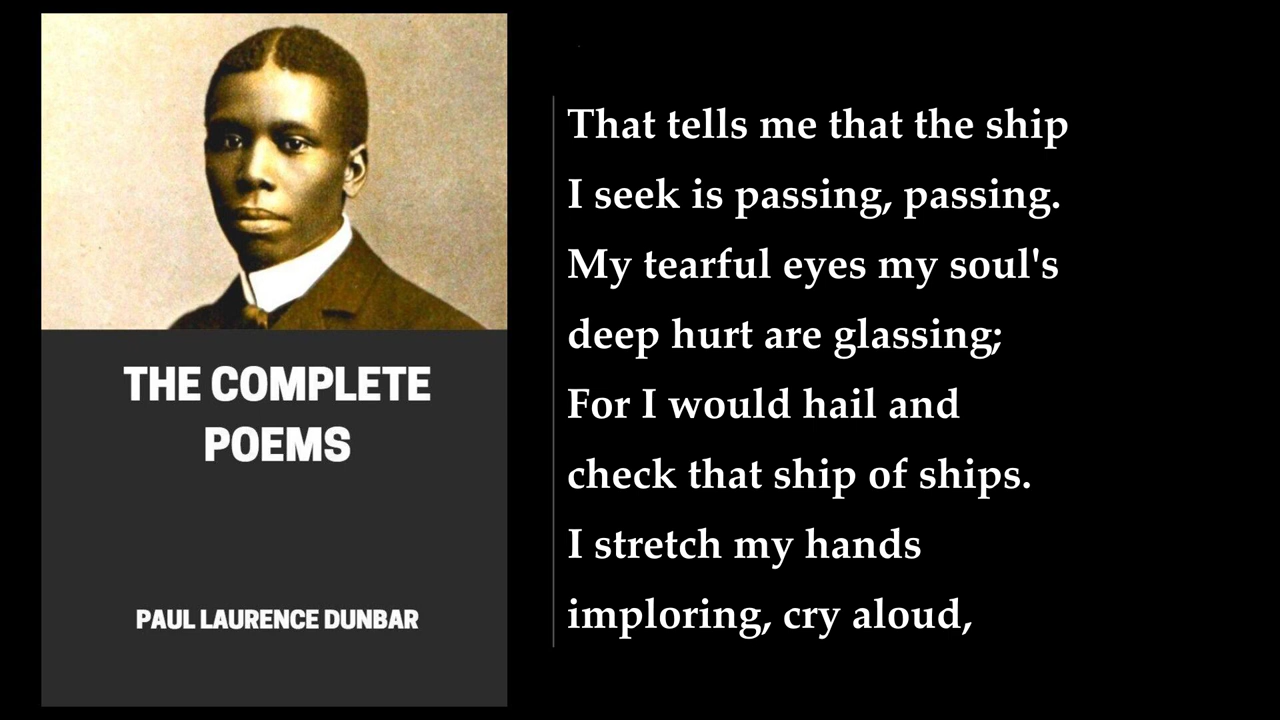 THE COMPLETE
POEMS
PAUL LAURENCE DUNBAR
That tells me that the ship
I seek is passing, passing.
My tearful eyes my soul's
deep hurt are glassing;
For I would hail and
check that ship of ships.
I stretch my hands
imploring, cry aloud,